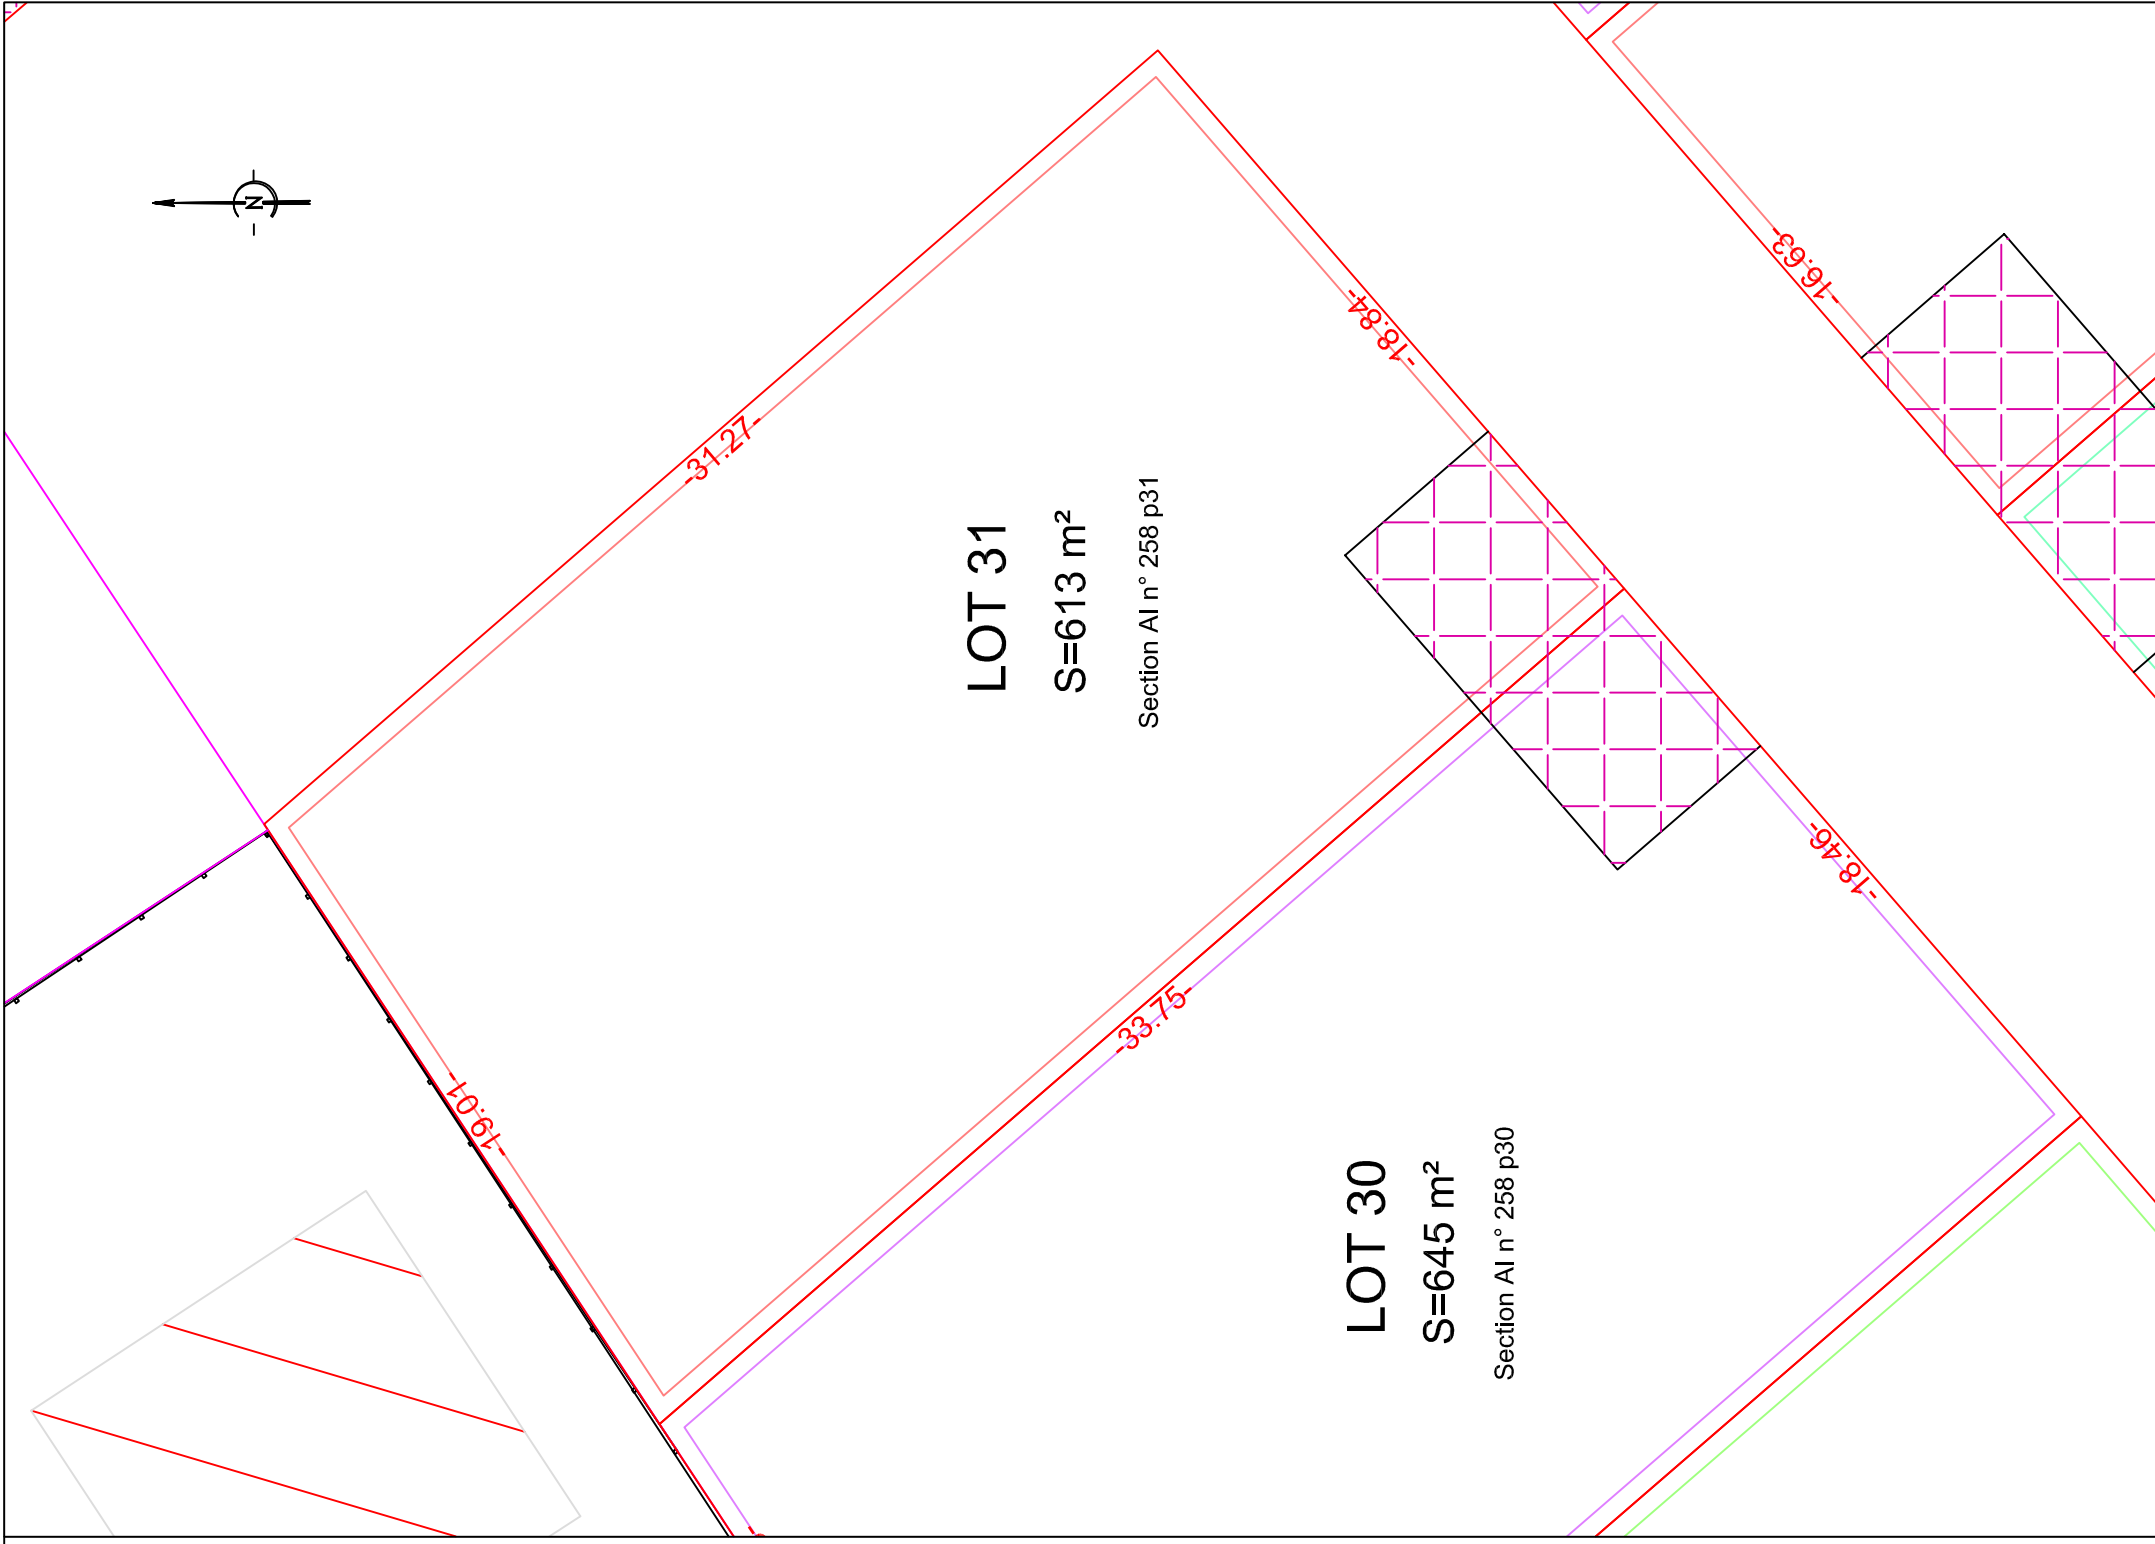 N
-31.27-
-18.84-
-16.63-
LOT 31
S=613 m²
Section AI n° 258 p31
-19.01-
-33.75-
-18.46-
LOT 30
S=645 m²
Section AI n° 258 p30